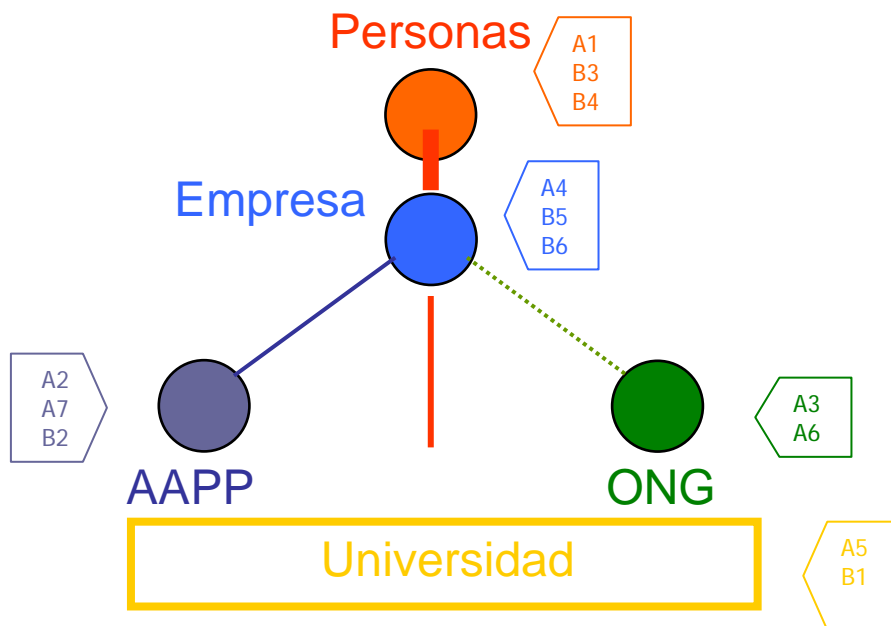 Personas
A1
B3
B4
Empresa
A4
B5
B6
A2
A7
B2
A3
A6
AAPP
ONG
Universidad
A5
B1